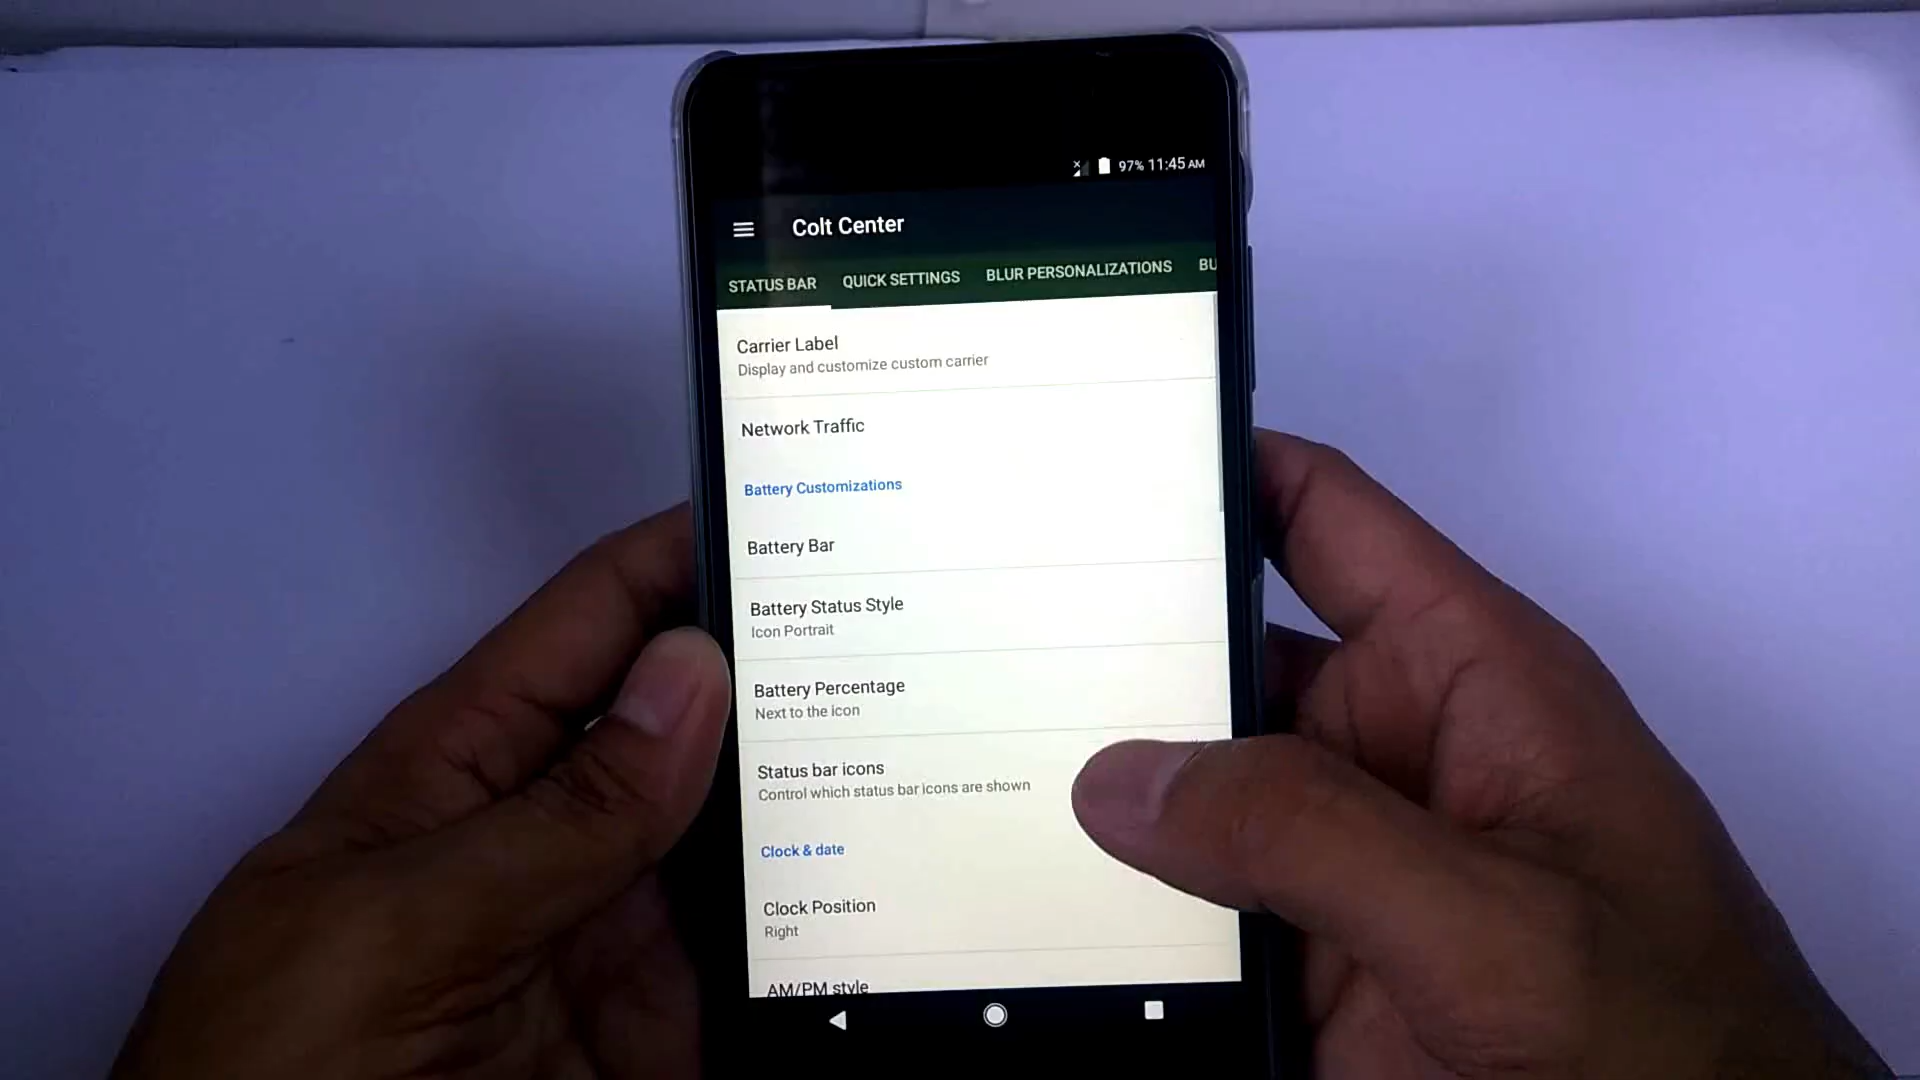 97% 11:45 AM
Colt Center
STATUS BAR QUICK SETTINGS BLUR PERSONALIZATIONS BU
Carrier Label
Display and customize custom carrier
Network Traffic
Battery Customizations
Battery Bar
Battery Status Style
Icon Portrait
Battery Percentage
Next to the icon
Status bar icons
Control which status bar icons are shown
Clock & date
Clock Position
Right
AM/PM style